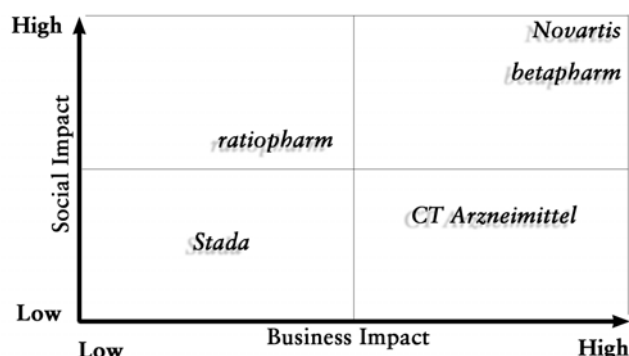 High
Novartis
betapharm
Social Impact
ratiopharm
CT Arzneimittel
Stada
Low
Business Impact
Low
High